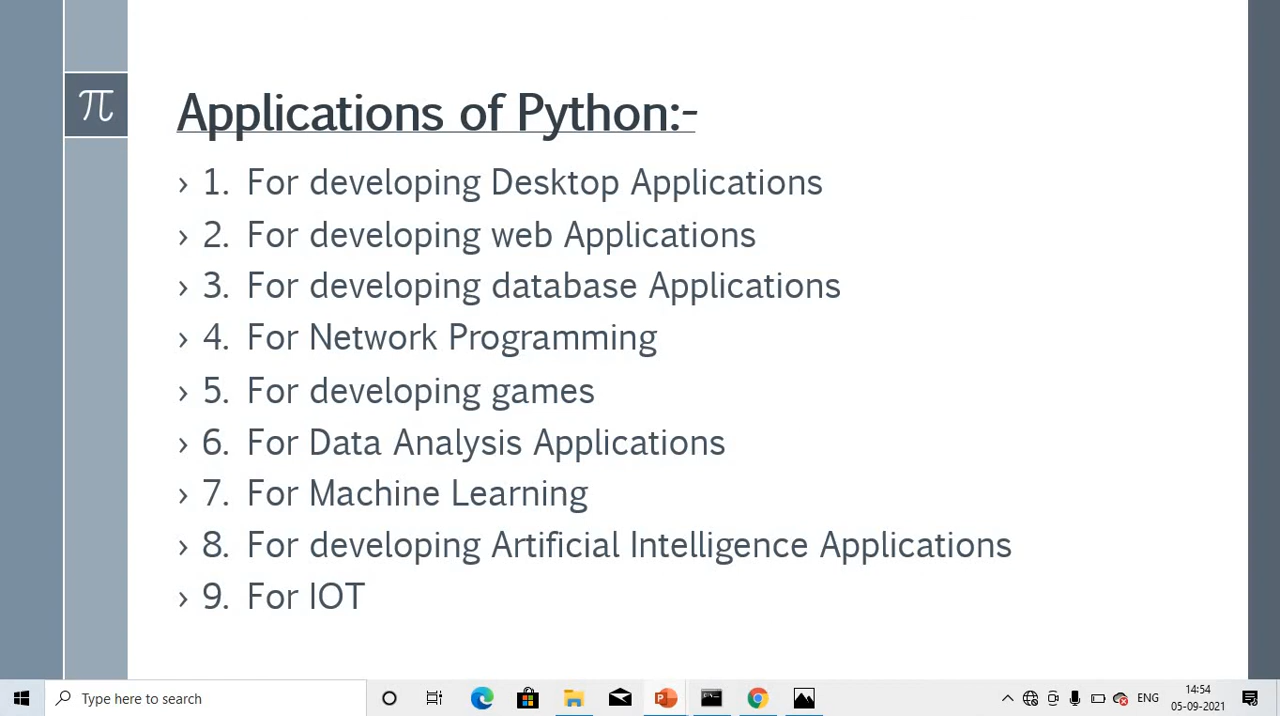 π
Applications of Python:-
› 1. For developing Desktop Applications
› 2. For developing web Applications
› 3. For developing database Applications
› 4. For Network Programming
› 5. For developing games
› 6. For Data Analysis Applications
› 7. For Machine Learning
› 8. For developing Artificial Intelligence Applications
› 9. For IOT
Type here to search
ENG
14:54
05-09-2021